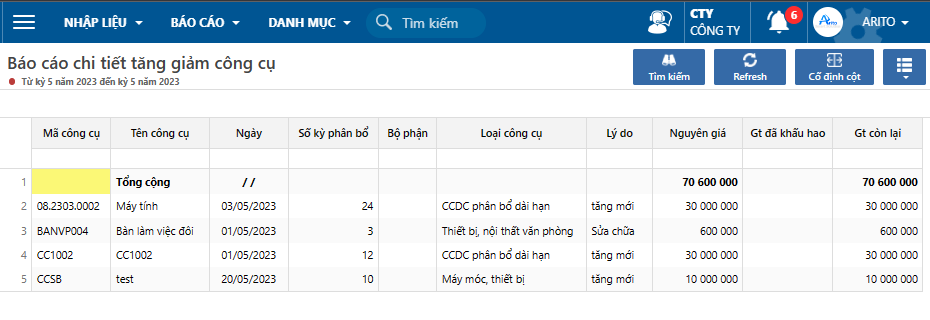 NHẬP LIỆU BÁO CÁO DANH MỤC Tìm kiếm CTY CÔNG TY 6 Arito ARITO
Báo cáo chi tiết tăng giảm công cụ
Từ kỳ 5 năm 2023 đến kỳ 5 năm 2023
Tìm kiếm Refresh Cố định cột
Mã công cụ Tên công cụ Ngày Số kỳ phân bổ Bộ phận Loại công cụ Lý do Nguyên giá Gt đã khấu hao Gt còn lại
1 Tổng cộng / / 70 600 000 70 600 000
2 08.2303.0002 Máy tính 03/05/2023 24 CCDC phân bổ dài hạn tăng mới 30 000 000 30 000 000
3 BANVP004 Bàn làm việc đôi 01/05/2023 3 Thiết bị, nội thất văn phòng Sửa chữa 600 000 600 000
4 CC1002 CC1002 01/05/2023 12 CCDC phân bổ dài hạn tăng mới 30 000 000 30 000 000
5 CCSB test 20/05/2023 10 Máy móc, thiết bị tăng mới 10 000 000 10 000 000